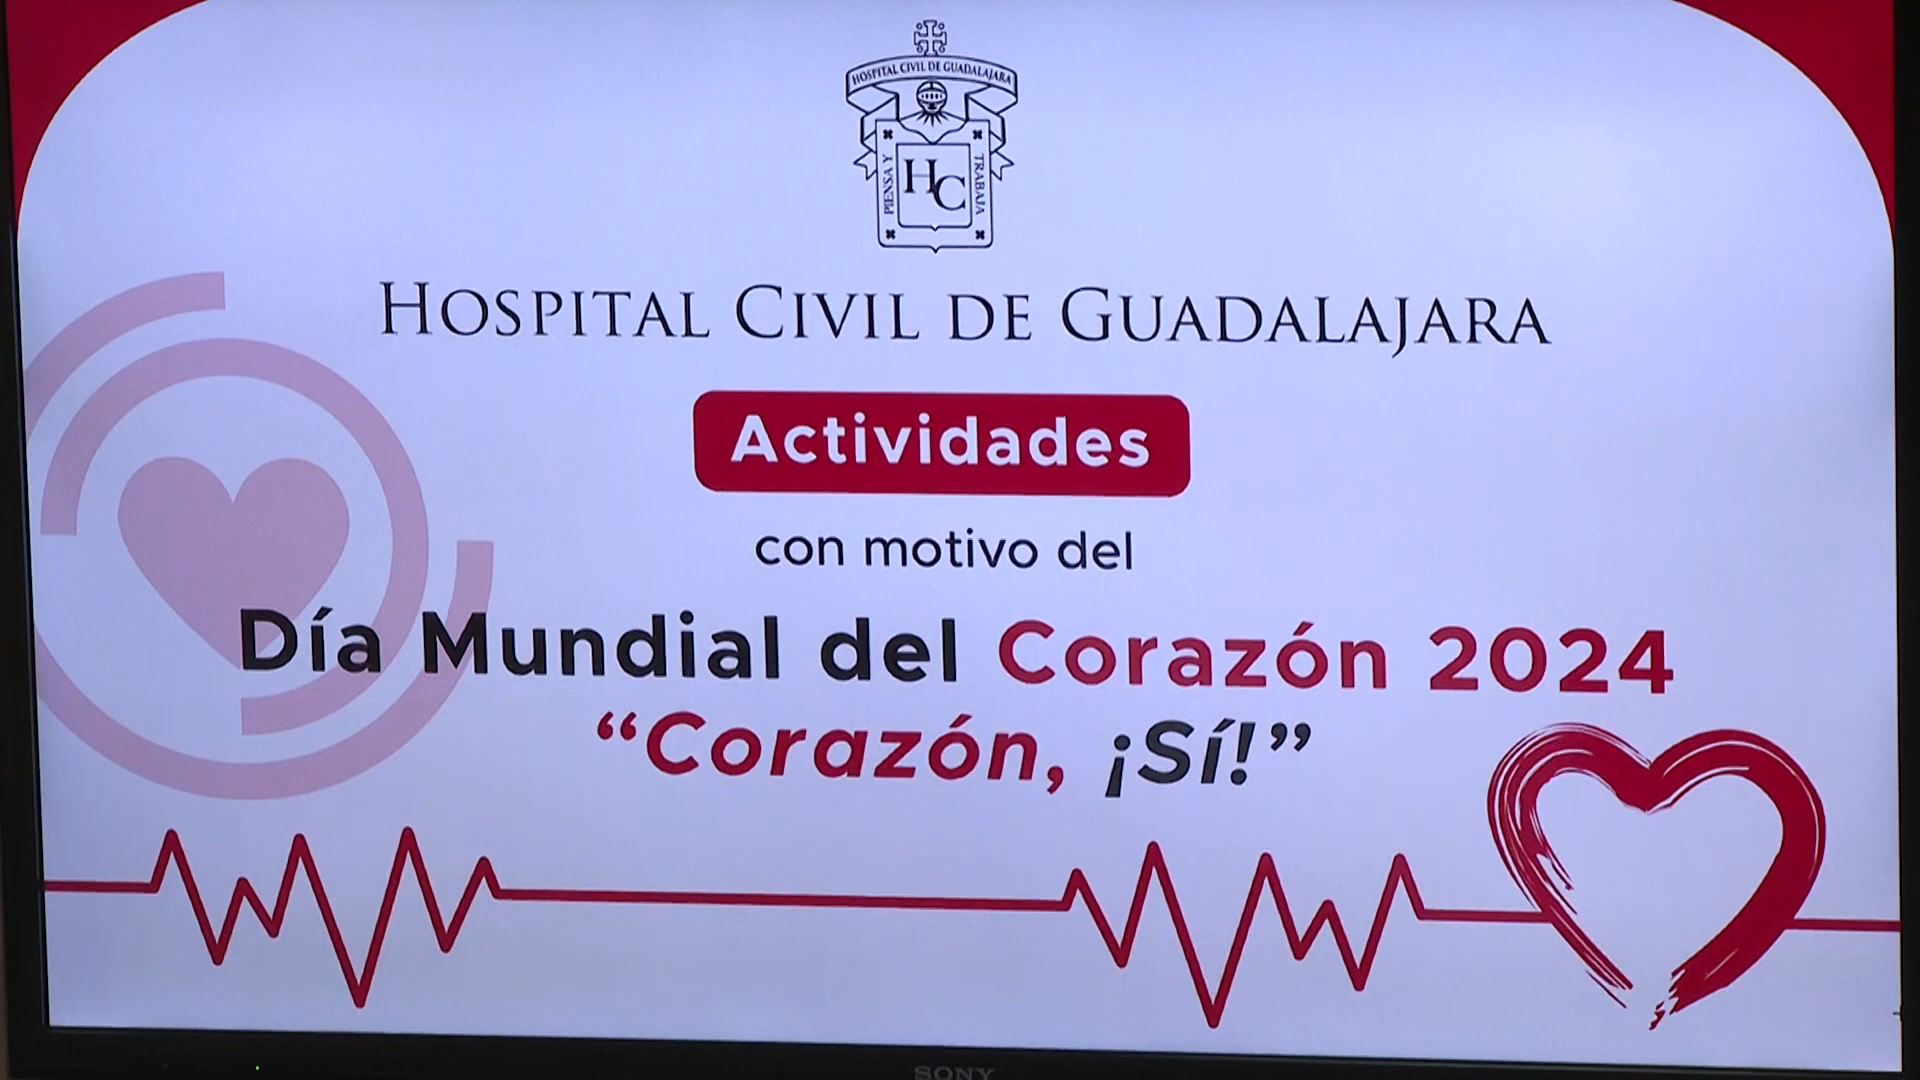 HOSPITAL CIVIL DE GUADALAJARA
PIENSA Y
TRABAJA
HC
HOSPITAL CIVIL DE GUADALAJARA
Actividades
con motivo del
Día Mundial del Corazón 2024
“Corazón, ¡Sí!”
SONY